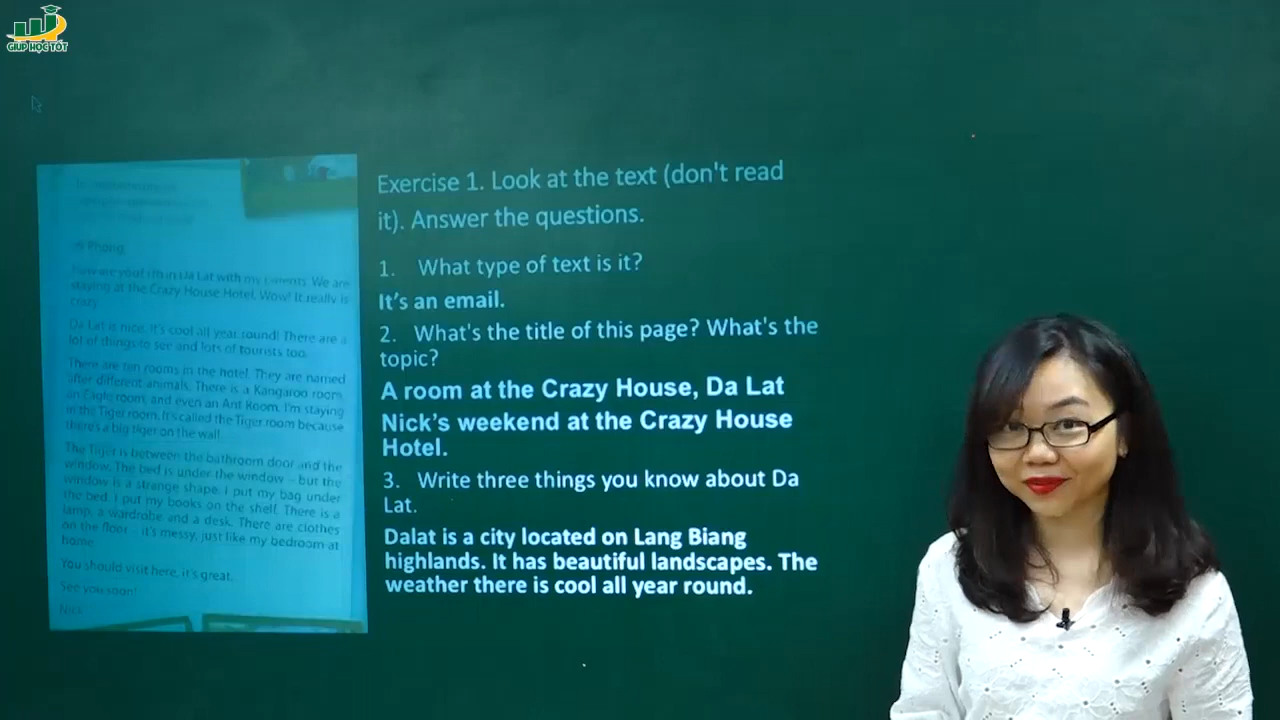 GIUP HỌC TỐT
Hi Phong
How are you? I'm in Da Lat with my parents. We are
staying at the Crazy House Hotel. Wow! It really is
crazy.
Da Lat is nice. It's cool all year round! There are a
lot of things to see and lots of tourists too.
There are ten rooms in the hotel. They are named
after different animals. There is a Kangaroo room,
an Eagle room, and even an Ant Room. I'm staying
in the Tiger room. It's called the Tiger room because
there's a big tiger on the wall.
The Tiger is between the bathroom door and the
window. The bed is under the window – but the
window is a strange shape. I put my bag under
the bed. I put my books on the shelf. There is a
lamp, a wardrobe and a desk. There are clothes
on the floor – it's messy, just like my bedroom at
home.
You should visit here, it's great.
See you soon!
Nick
Exercise 1. Look at the text (don't read
it). Answer the questions.
1. What type of text is it?
It's an email.
2. What's the title of this page? What's the
topic?
A room at the Crazy House, Da Lat
Nick's weekend at the Crazy House
Hotel.
3. Write three things you know about Da
Lat.
Dalat is a city located on Lang Biang
highlands. It has beautiful landscapes. The
weather there is cool all year round.